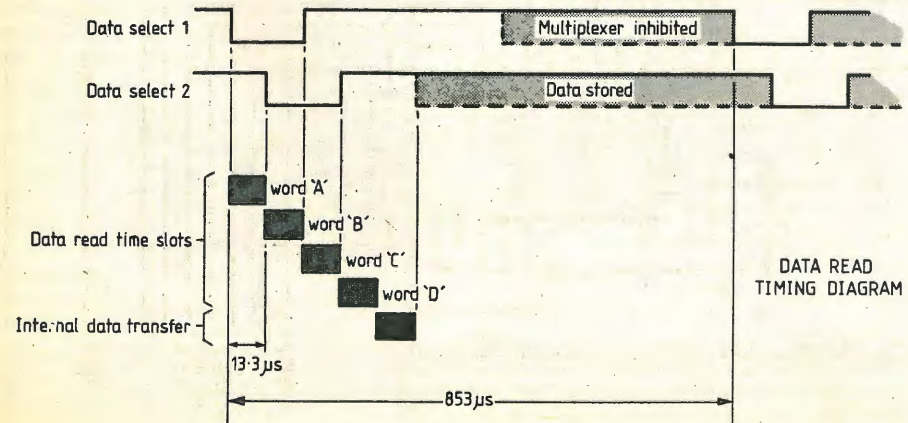 Data select 1
Multiplexer inhibited
Data select 2
Data stored
word 'A'
word 'B'
Data read time slots
word 'C'
word 'D'
Internal data transfer
13·3µs
853µs
DATA READ
TIMING DIAGRAM